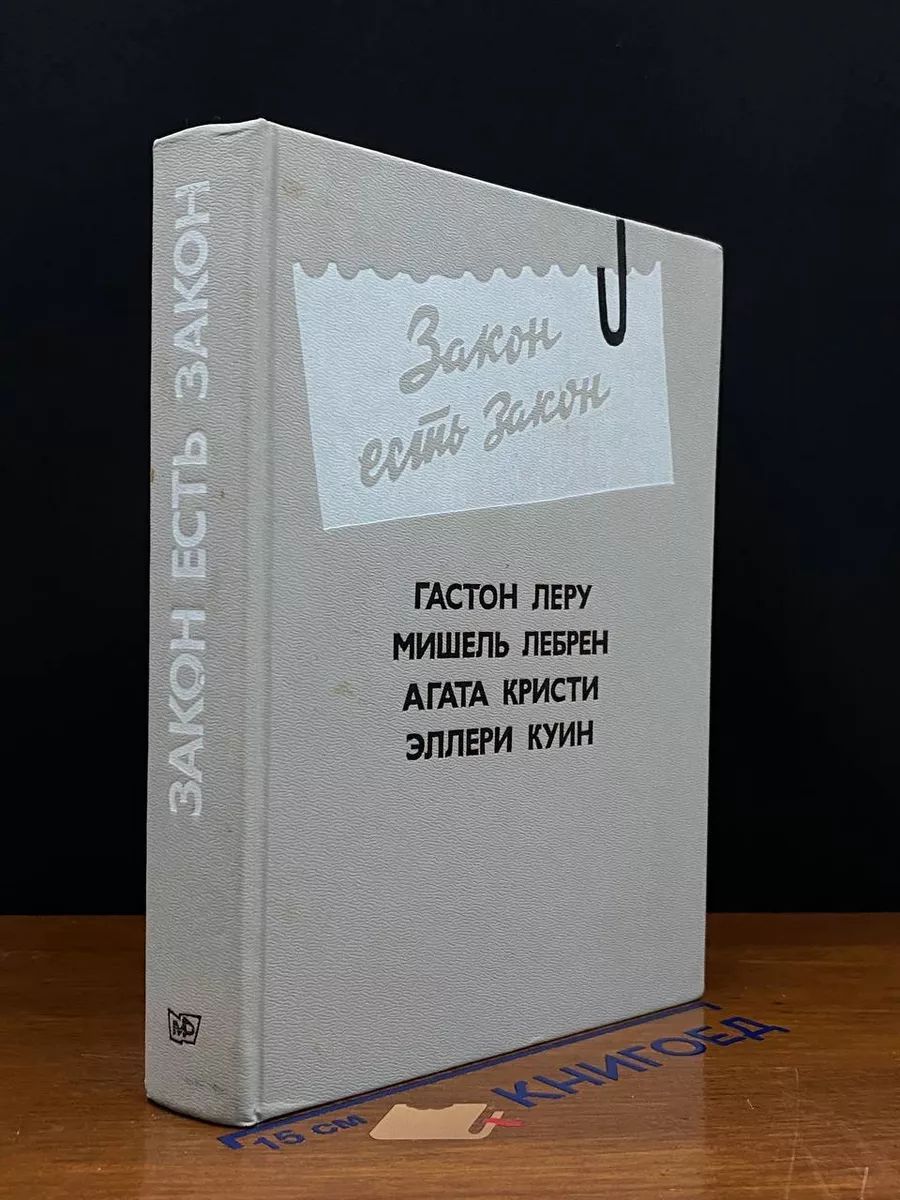 ЗАКОН ЕСТЬ ЗАКОН
Закон
есть закон
ГАСТОН ЛЕРУ
МИШЕЛЬ ЛЕБРЕН
АГАТА КРИСТИ
ЭЛЛЕРИ КУИН
15 см
КНИГОЕД